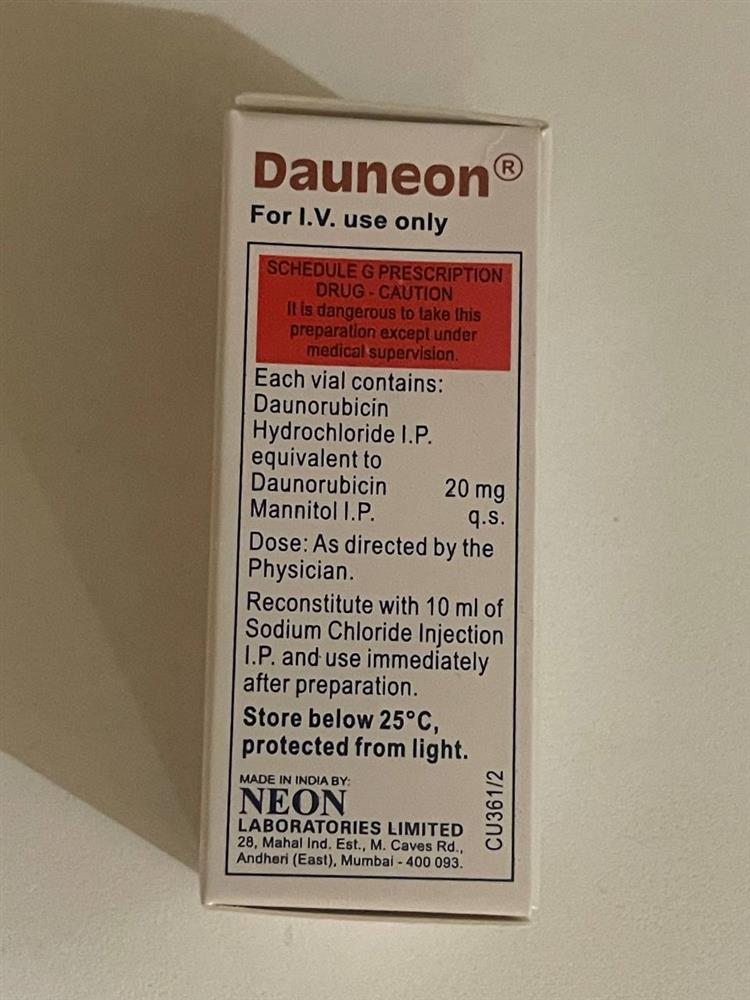 Dauneon®
For I.V. use only
SCHEDULE G PRESCRIPTION
DRUG - CAUTION
It is dangerous to take this
preparation except under
medical supervision.
Each vial contains:
Daunorubicin
Hydrochloride I.P.
equivalent to
Daunorubicin 20 mg
Mannitol I.P. q.s.
Dose: As directed by the
Physician.
Reconstitute with 10 ml of
Sodium Chloride Injection
I.P. and use immediately
after preparation.
Store below 25°C,
protected from light.
MADE IN INDIA BY:
NEON
LABORATORIES LIMITED
28, Mahal Ind. Est., M. Caves Rd.,
Andheri (East), Mumbai - 400 093.
CU361/2